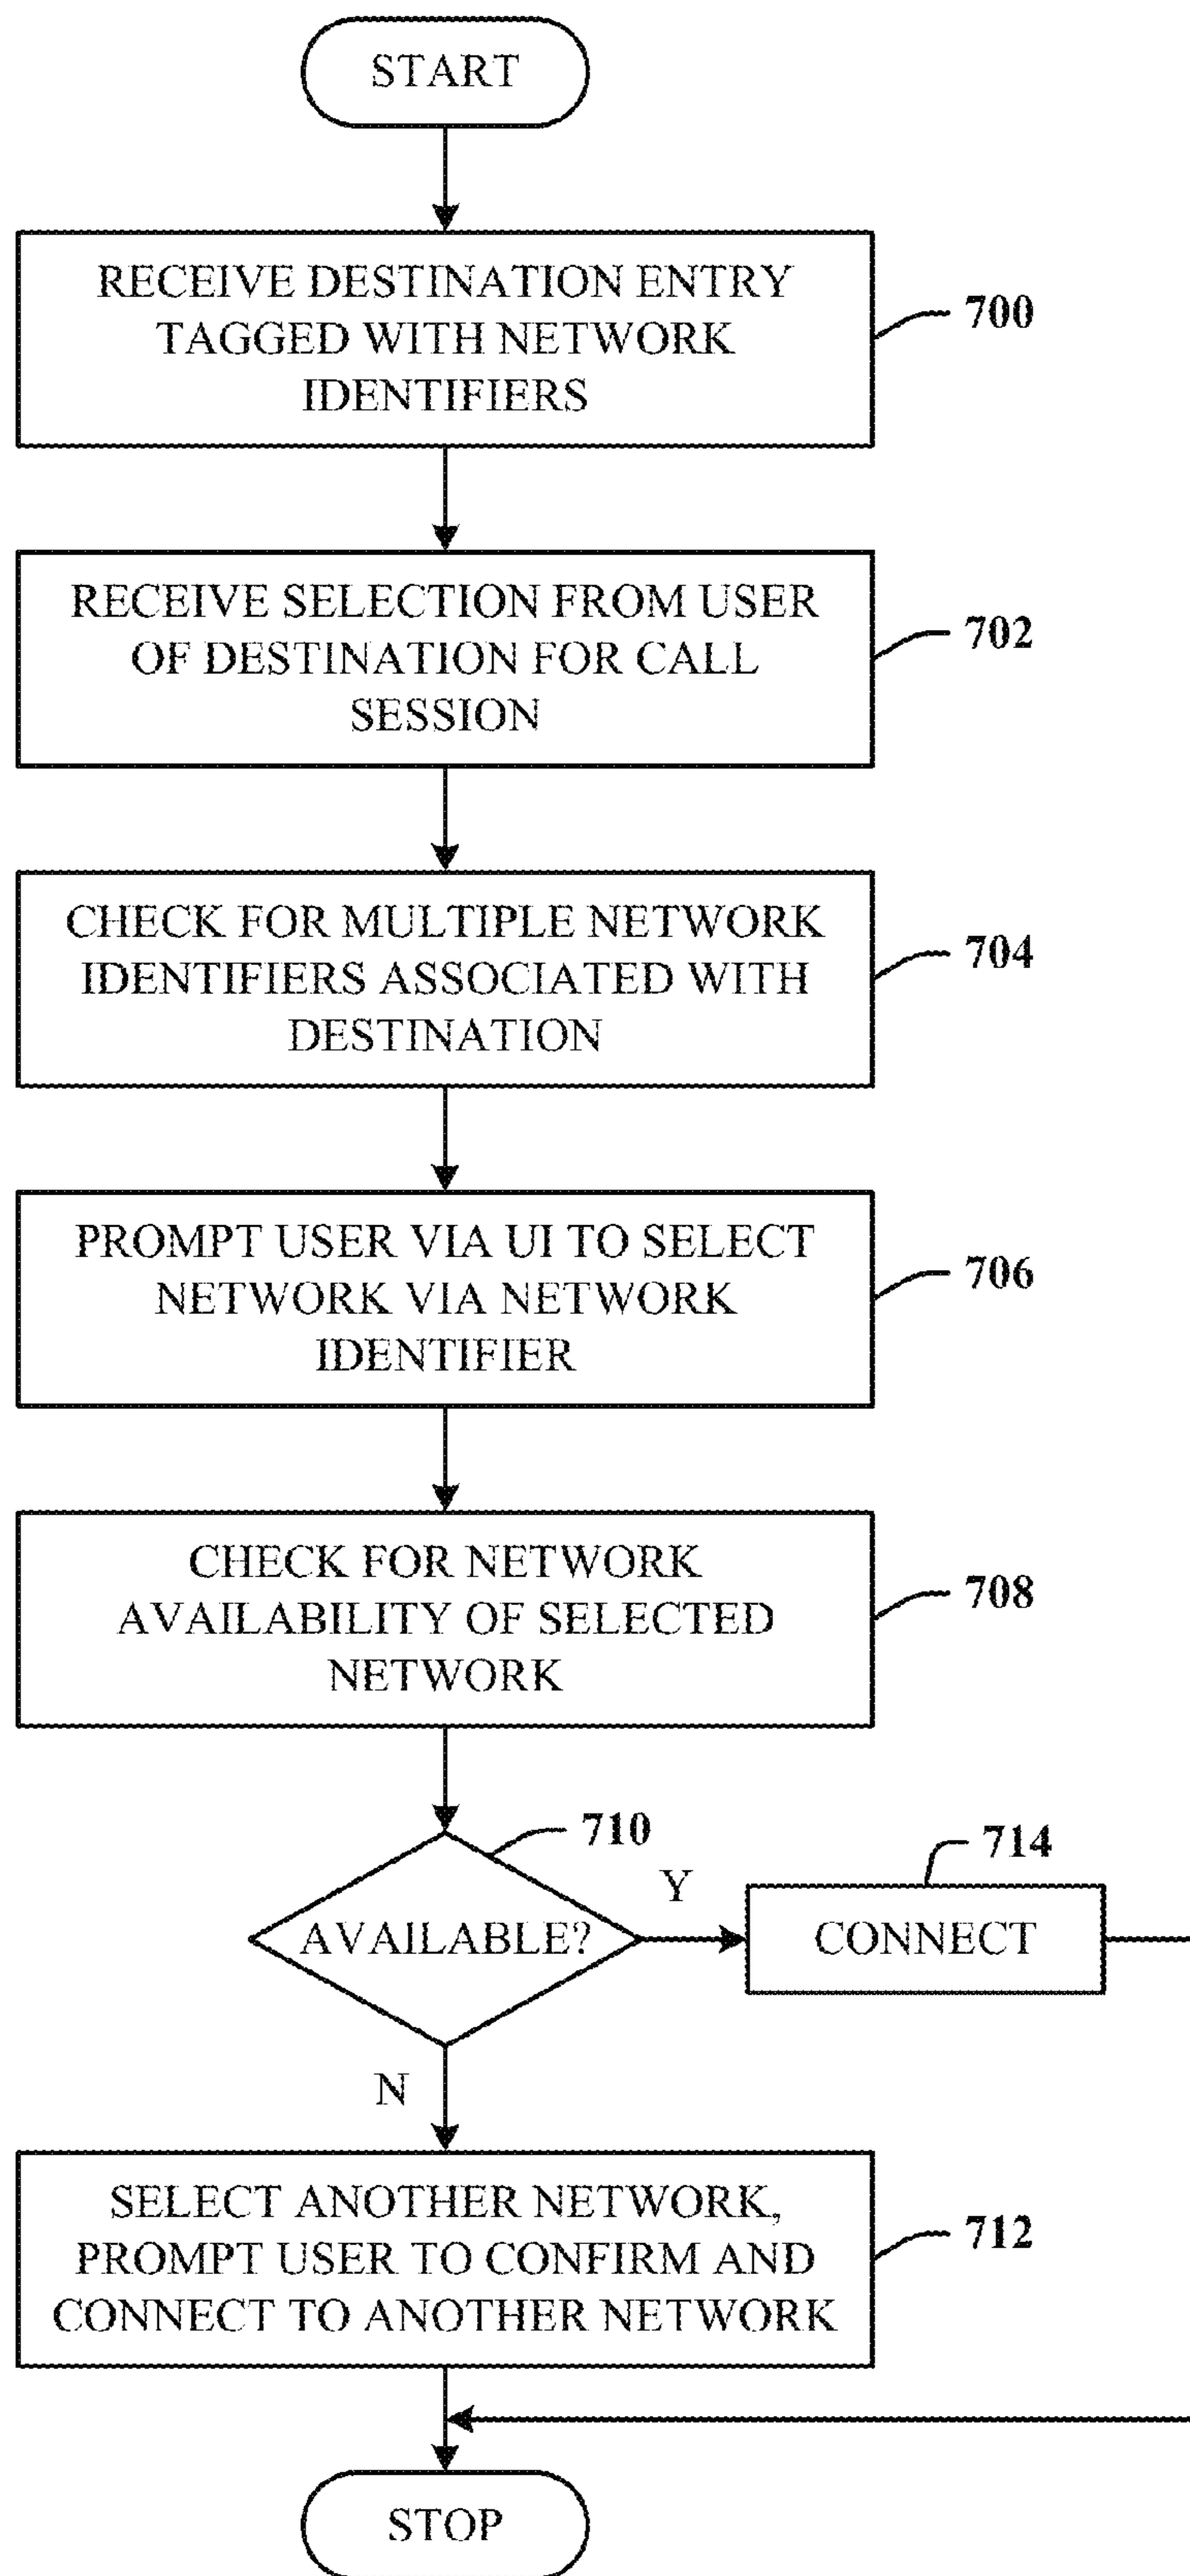 START
RECEIVE DESTINATION ENTRY
TAGGED WITH NETWORK
IDENTIFIERS
700
RECEIVE SELECTION FROM USER
OF DESTINATION FOR CALL
SESSION
702
CHECK FOR MULTIPLE NETWORK
IDENTIFIERS ASSOCIATED WITH
DESTINATION
704
PROMPT USER VIA UI TO SELECT
NETWORK VIA NETWORK
IDENTIFIER
706
CHECK FOR NETWORK
AVAILABILITY OF SELECTED
NETWORK
708
710
AVAILABLE?
Y
714
CONNECT
N
SELECT ANOTHER NETWORK,
PROMPT USER TO CONFIRM AND
CONNECT TO ANOTHER NETWORK
712
STOP